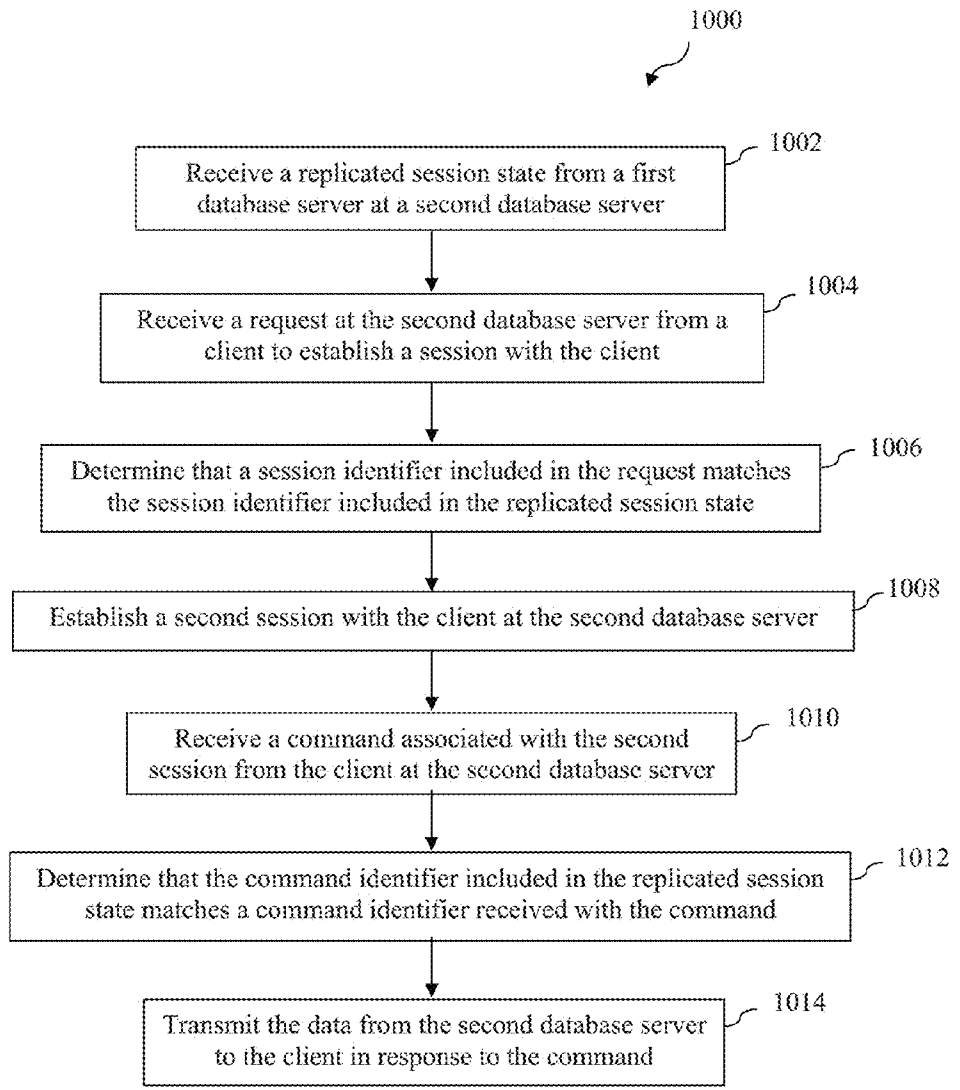 1000
1002
Receive a replicated session state from a first
database server at a second database server
1004
Receive a request at the second database server from a
client to establish a session with the client
1006
Determine that a session identifier included in the request matches
the session identifier included in the replicated session state
1008
Establish a second session with the client at the second database server
1010
Receive a command associated with the second
session from the client at the second database server
1012
Determine that the command identifier included in the replicated session
state matches a command identifier received with the command
1014
Transmit the data from the second database server
to the client in response to the command